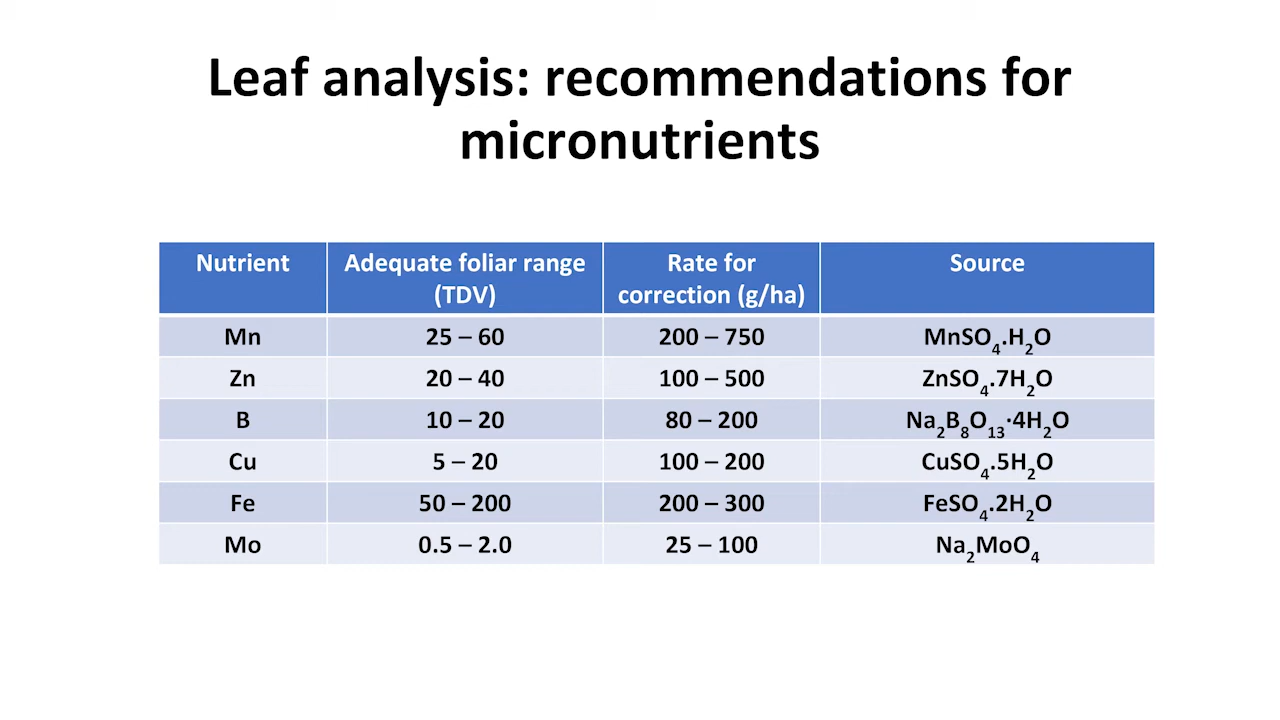 Leaf analysis: recommendations for
micronutrients
Nutrient Adequate foliar range (TDV) Rate for correction (g/ha) Source
Mn 25 – 60 200 – 750 MnSO₄.H₂O
Zn 20 – 40 100 – 500 ZnSO₄.7H₂O
B 10 – 20 80 – 200 Na₂B₈O₁₃·4H₂O
Cu 5 – 20 100 – 200 CuSO₄.5H₂O
Fe 50 – 200 200 – 300 FeSO₄.2H₂O
Mo 0.5 – 2.0 25 – 100 Na₂MoO₄